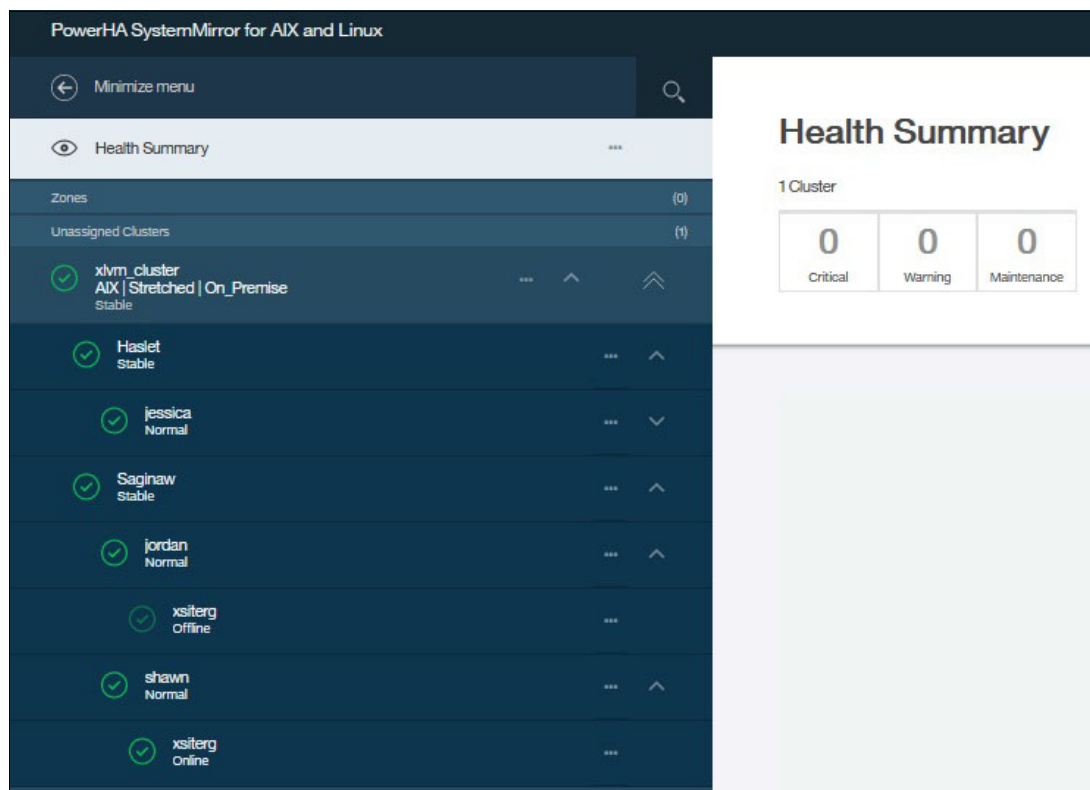 PowerHA SystemMirror for AIX and Linux
Minimize menu
Health Summary
Zones (0)
Unassigned Clusters (1)
xlvm_cluster
AIX | Stretched | On_Premise
Stable
Haslet
Stable
jessica
Normal
Saginaw
Stable
jordan
Normal
xsiterg
Offline
shawn
Normal
xsiterg
Online
Health Summary
1 Cluster
0 0 0
Critical Warning Maintenance